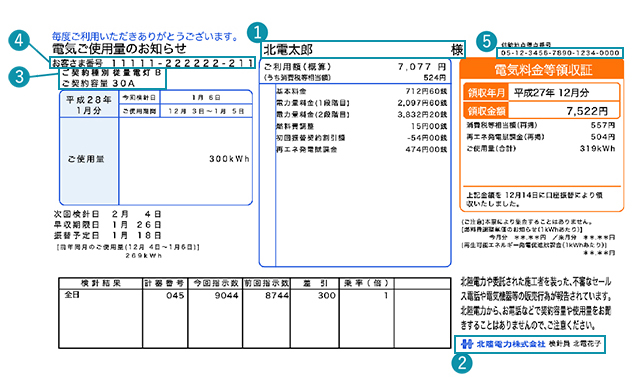 毎度ご利用いただきありがとうございます。
電気ご使用量のお知らせ
4
お客さま番号 11111-222222-211
3
ご契約種別 従量電灯 B
ご契約容量 30A
平成28年 1月分
今回検針日 1月 6日
ご使用期間 12月 3日〜1月 5日
ご使用量 300kWh
次回検針日 2月 4日
早収期限日 1月 26日
振替予定日 1月 18日
[前年同月のご使用量(12月 4日〜1月6日)]
269kWh
1
北電太郎 様
ご利用額(概算) 7,077 円
(うち消費税等相当額) 524円
基本料金 712円60銭
電力量料金(1段階目) 2,097円60銭
電力量料金(2段階目) 3,832円20銭
燃料費調整 15円00銭
初回振替契約割引額 -54円00銭
再エネ発電賦課金 474円00銭
5
供給地点特定番号
05-12-3456-7890-1234-0000
電気料金等領収証
領収年月 平成27年 12月分
領収金額 7,522円
消費税等相当額(再掲) 557円
再エネ発電賦課金(再掲) 504円
ご使用量(合計) 319kWh
上記金額を 12月14日に口座振替により領
収いたしました。
(ご注意)本票により集金することはありません。
[燃料費調整単価のお知らせ(1kWhあたり)]
今月分 **.**円 /来月分 **.**円
[再生可能エネルギー発電促進賦課金(1kWhあたり)]
**.**円
検針結果 計器番号 今回指示数 前回指示数 差引 乗率(倍)
全日 045 9044 8744 300 1
北陸電力や委託された施工者を装った、不審なセール
ス電話や電気機器等の販売行為が報告されています。
北陸電力から、お電話などで契約容量や使用量をお聞
きすることはありませんので、ご注意ください。
北陸電力株式会社 検針員 北電花子
2